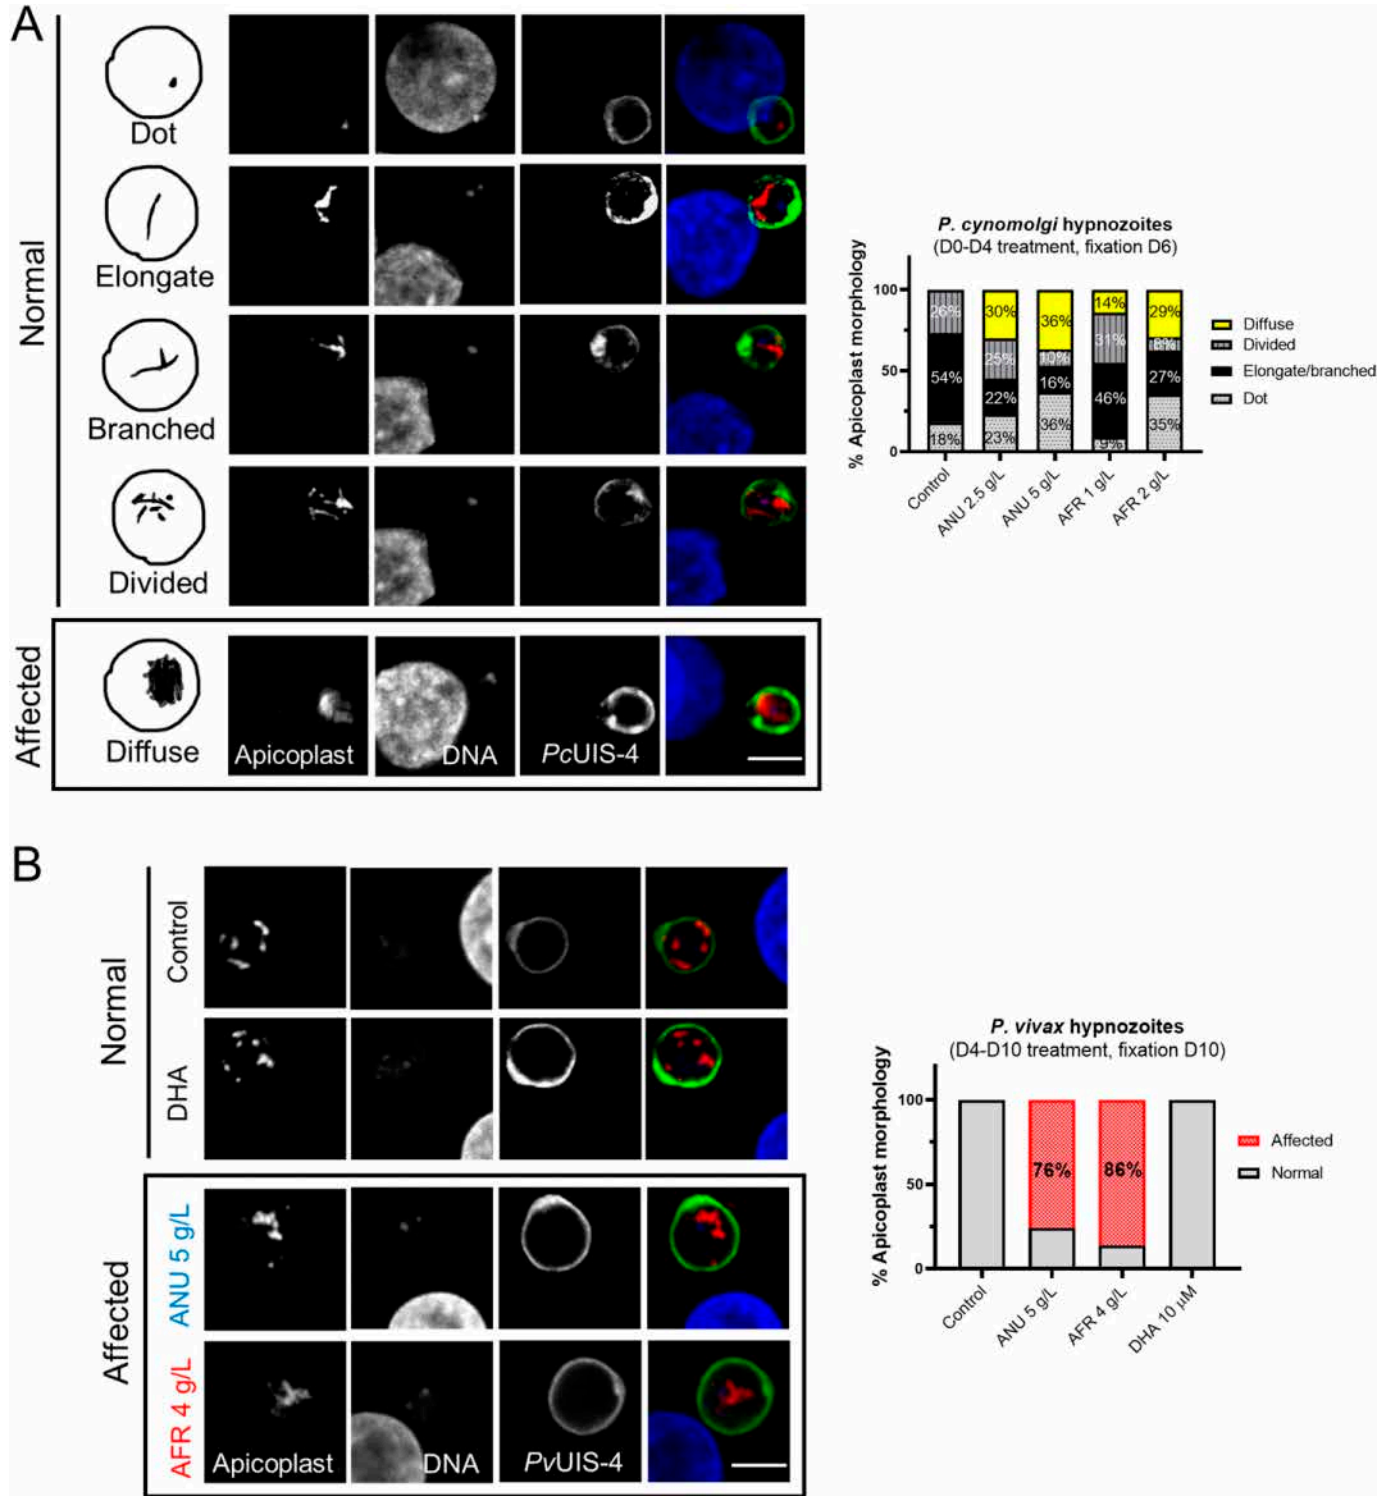 A
Normal
Dot
Elongate
Branched
Divided
Affected
Diffuse
Apicoplast
DNA
PcUIS-4
P. cynomolgi hypnozoites
(D0-D4 treatment, fixation D6)
% Apicoplast morphology
100
50
0
26%
54%
18%
30%
25%
22%
23%
36%
10%
16%
36%
14%
31%
46%
9%
29%
8%
27%
35%
Control
ANU 2.5 g/L
ANU 5 g/L
AFR 1 g/L
AFR 2 g/L
Diffuse
Divided
Elongate/branched
Dot
B
Normal
Control
DHA
Affected
ANU 5 g/L
AFR 4 g/L
Apicoplast
DNA
PvUIS-4
P. vivax hypnozoites
(D4-D10 treatment, fixation D10)
% Apicoplast morphology
100
50
0
76%
86%
Control
ANU 5 g/L
AFR 4 g/L
DHA 10 µM
Affected
Normal